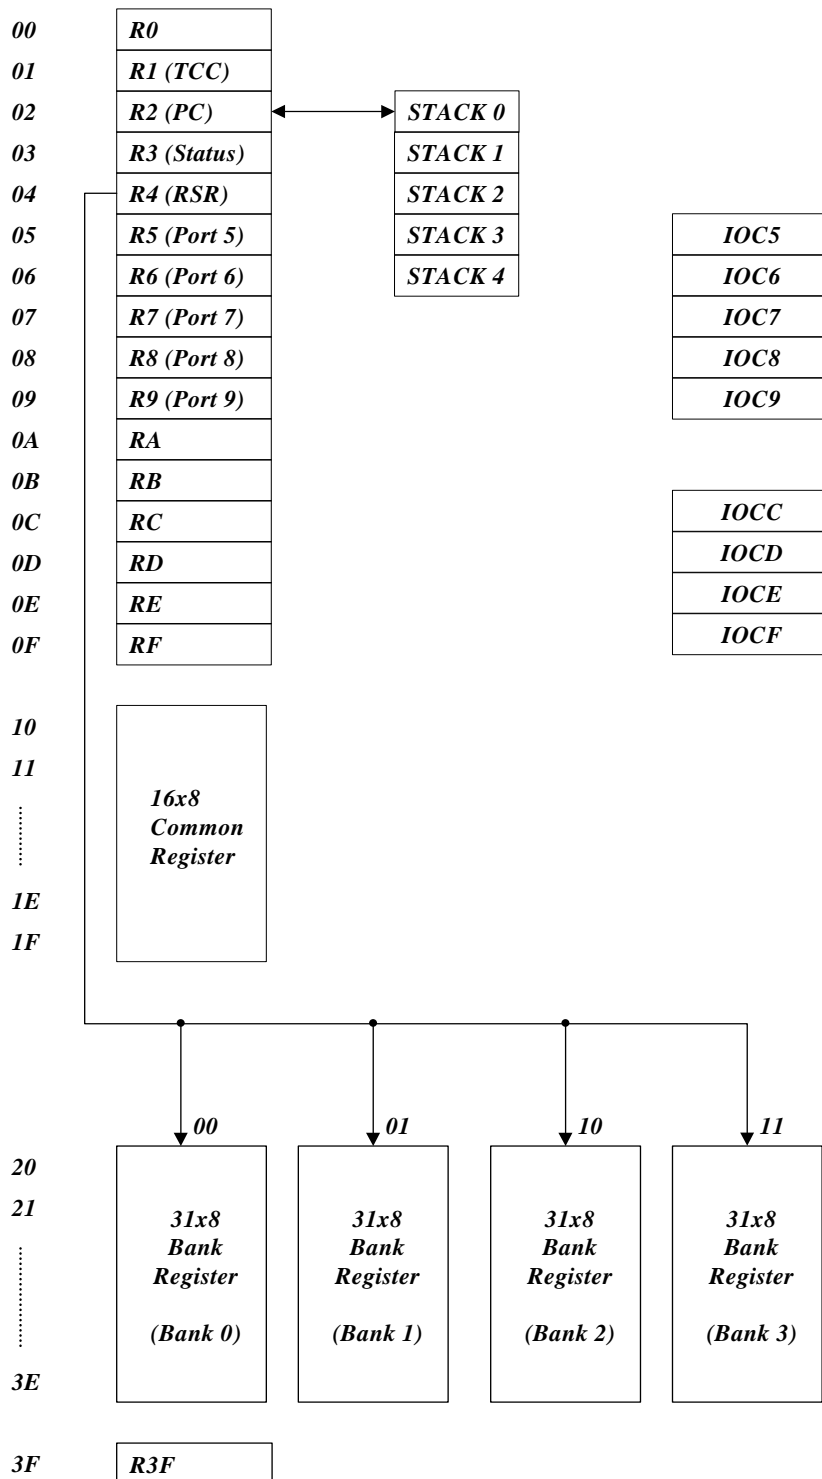 00 R0
01 R1 (TCC)
02 R2 (PC) STACK 0
03 R3 (Status) STACK 1
04 R4 (RSR) STACK 2
05 R5 (Port 5) STACK 3 IOC5
06 R6 (Port 6) STACK 4 IOC6
07 R7 (Port 7) IOC7
08 R8 (Port 8) IOC8
09 R9 (Port 9) IOC9
0A RA
0B RB
0C RC IOCC
0D RD IOCD
0E RE IOCE
0F RF IOCF
10
11
16x8
Common
Register
1E
1F
00 01 10 11
20
21
31x8 31x8 31x8 31x8
Bank Bank Bank Bank
Register Register Register Register
(Bank 0) (Bank 1) (Bank 2) (Bank 3)
3E
3F R3F